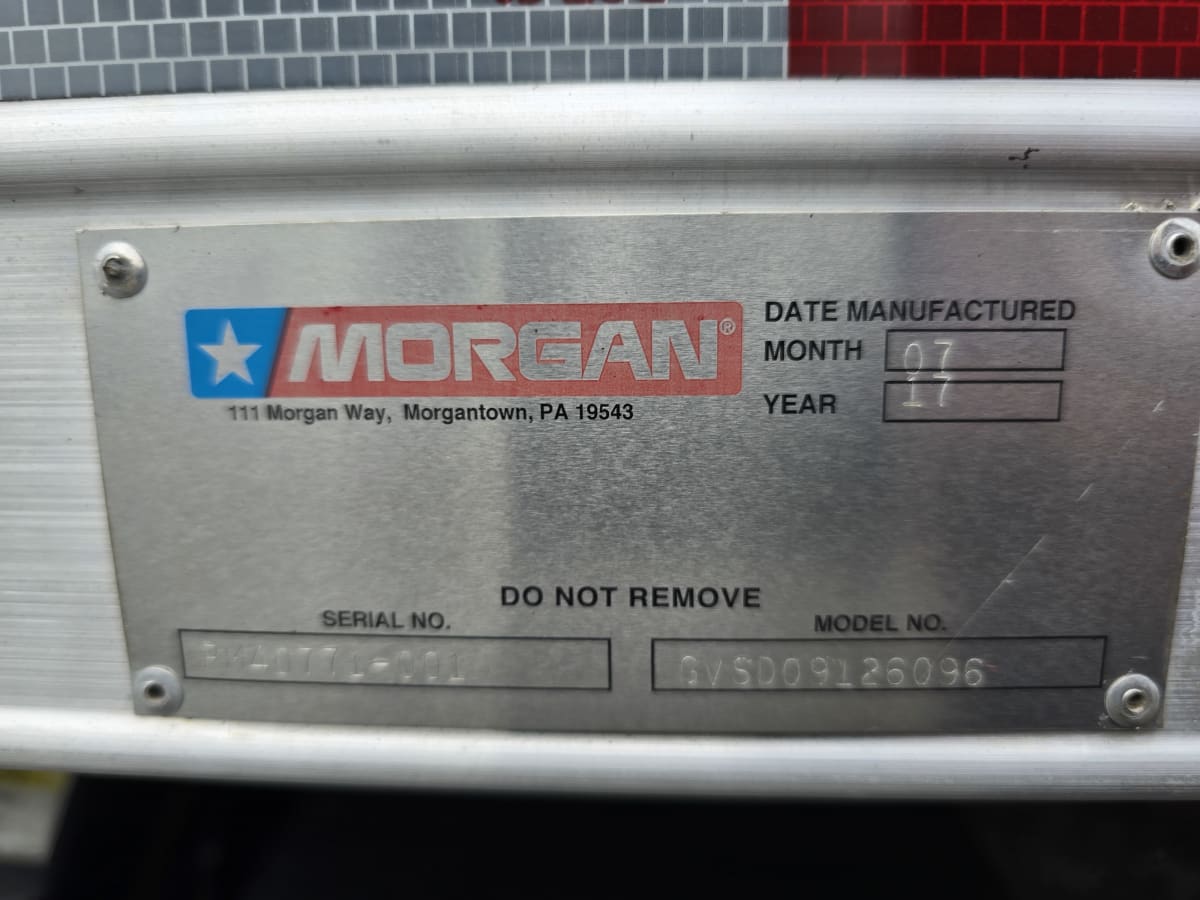 MORGAN®
111 Morgan Way, Morgantown, PA 19543
DATE MANUFACTURED
MONTH 07
YEAR 17
DO NOT REMOVE
SERIAL NO.
MODEL NO.
GVSD09126096